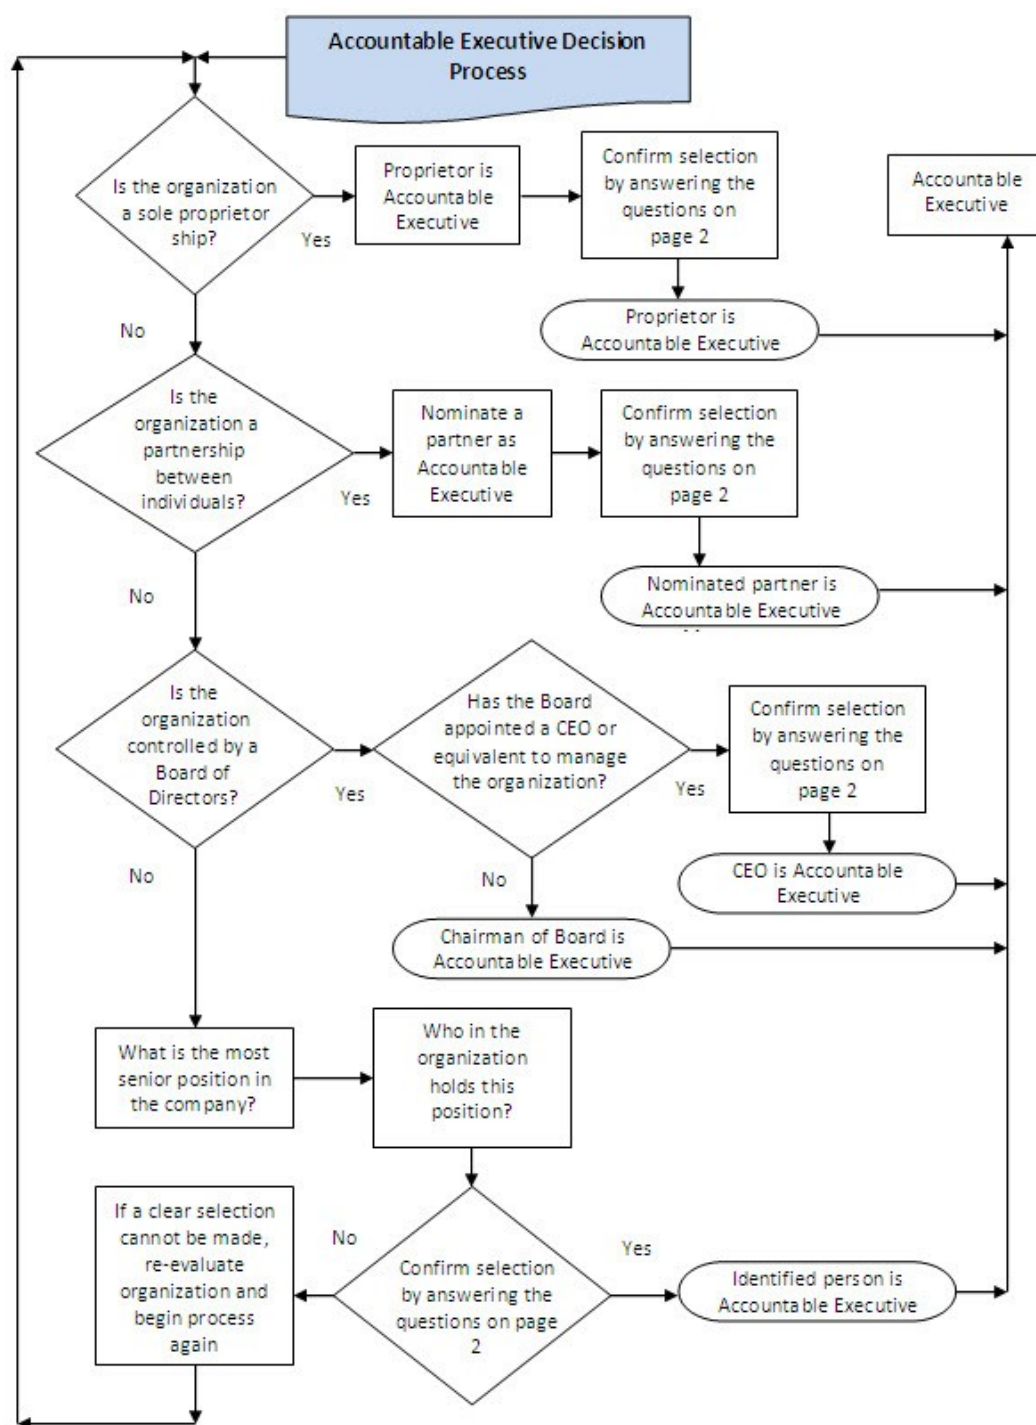 Accountable Executive Decision
Process
Is the organization
a sole proprietor
ship?
Yes
Proprietor is
Accountable
Executive
Confirm selection
by answering the
questions on
page 2
Accountable
Executive
Proprietor is
Accountable Executive
No
Is the
organization a
partnership
between
individuals?
Yes
Nominate a
partner as
Accountable
Executive
Confirm selection
by answering the
questions on
page 2
Nominated partner is
Accountable Executive
No
Is the
organization
controlled by a
Board of
Directors?
Yes
Has the Board
appointed a CEO or
equivalent to manage
the organization?
Yes
Confirm selection
by answering the
questions on
page 2
CEO is Accountable
Executive
No
Chairman of Board is
Accountable Executive
No
What is the most
senior position in
the company?
Who in the
organization
holds this
position?
Confirm selection
by answering the
questions on page
2
No
If a clear selection
cannot be made,
re-evaluate
organization and
begin process
again
Yes
Identified person is
Accountable Executive